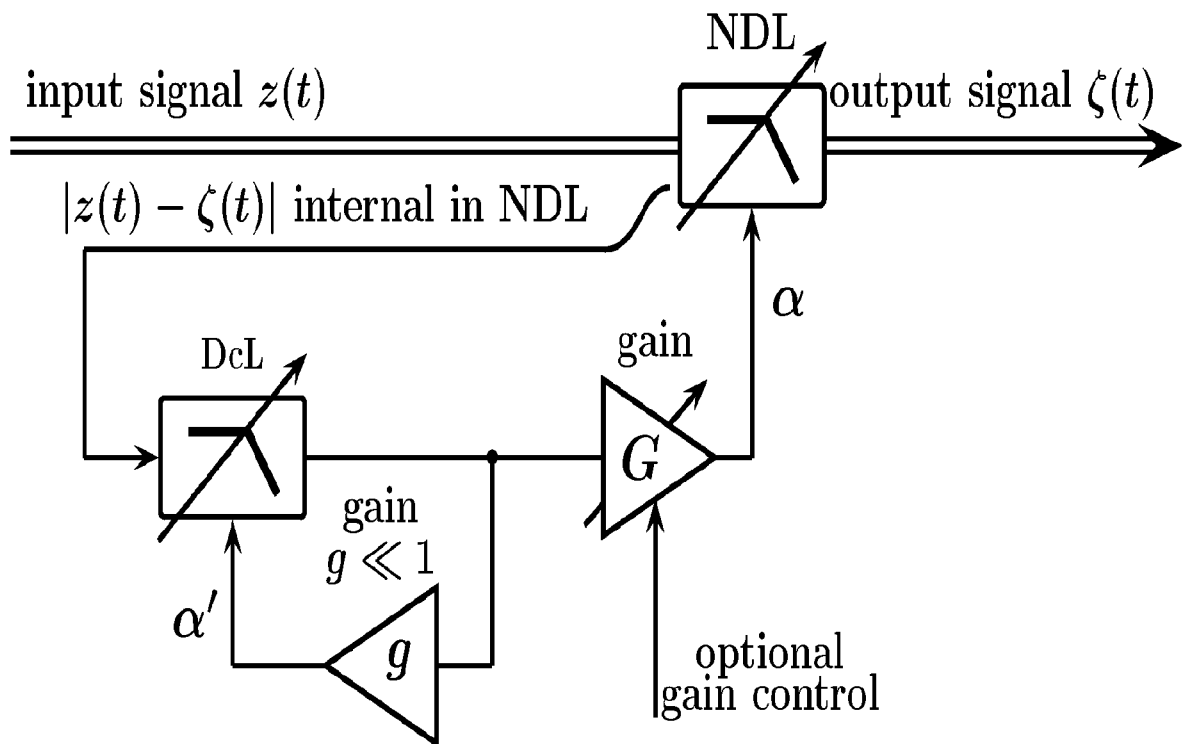 NDL
input signal z(t)
output signal ζ(t)
|z(t) − ζ(t)| internal in NDL
α
gain
DcL
G
gain
g ≪ 1
α′
g
optional
gain control